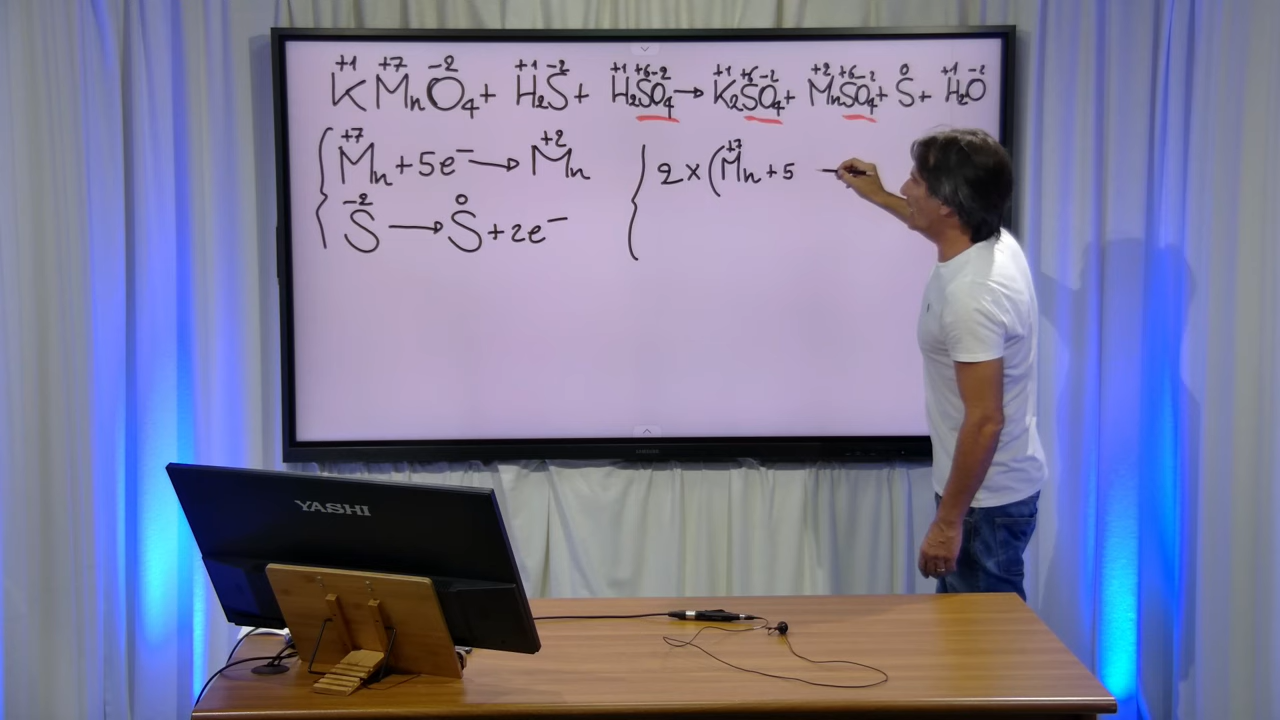 +1 +7 -2 +1 -2 +1 +6 -2 +1 +6 -2 +2 +6 -2 0 +1 -2
KMnO4 + H2S + H2SO4 → K2SO4 + MnSO4 + S + H2O
+7 +2 +7
Mn + 5e⁻ → Mn 2 × (Mn + 5
-2 0
S → S + 2e⁻
YASHI